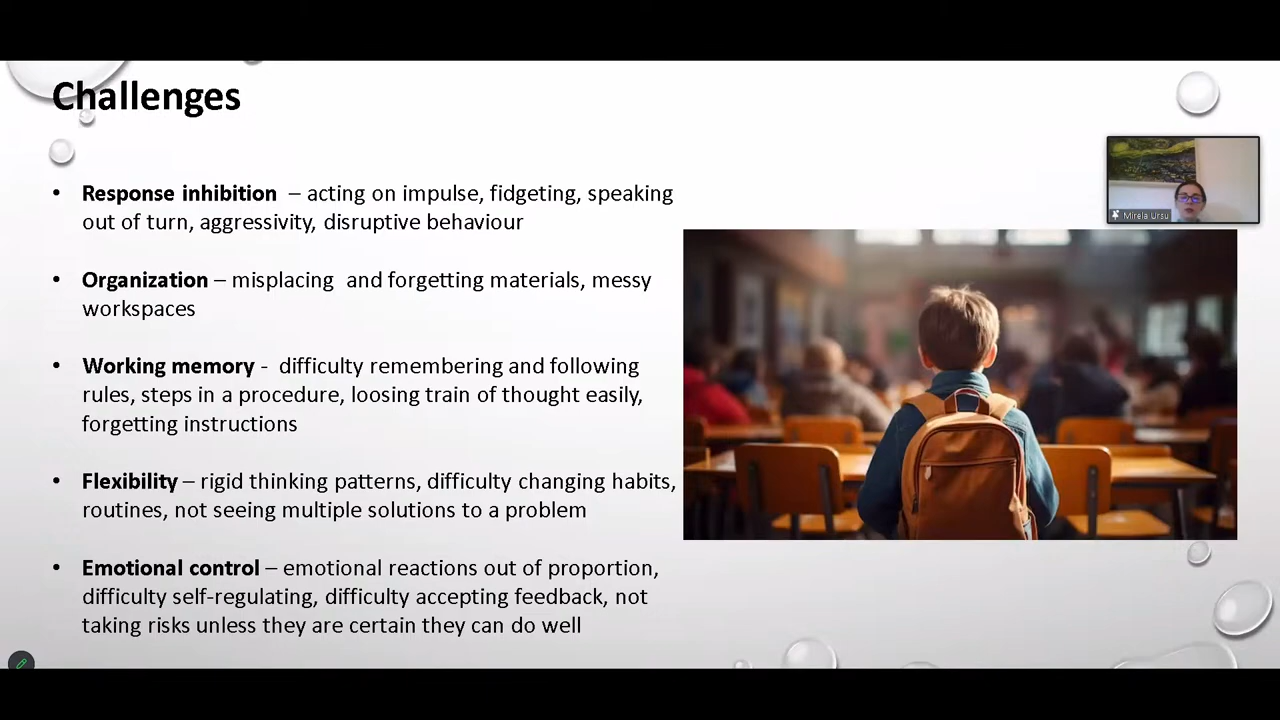 Challenges
• Response inhibition – acting on impulse, fidgeting, speaking
out of turn, aggressivity, disruptive behaviour
• Organization – misplacing and forgetting materials, messy
workspaces
• Working memory - difficulty remembering and following
rules, steps in a procedure, loosing train of thought easily,
forgetting instructions
• Flexibility – rigid thinking patterns, difficulty changing habits,
routines, not seeing multiple solutions to a problem
• Emotional control – emotional reactions out of proportion,
difficulty self-regulating, difficulty accepting feedback, not
taking risks unless they are certain they can do well
Mirela Ursu